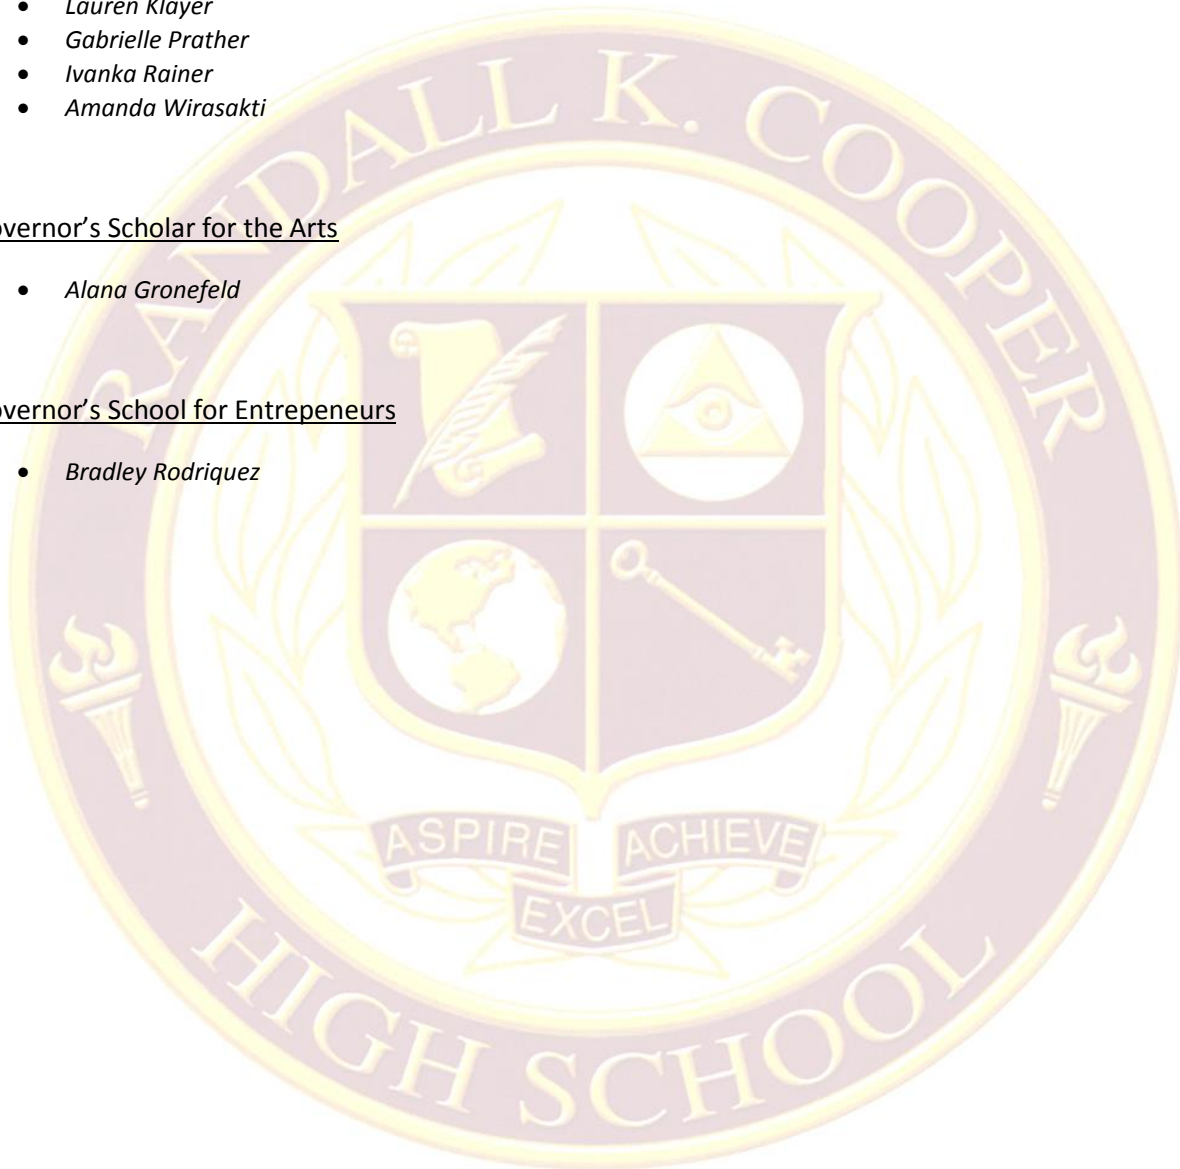 • Lauren Klayer
• Gabrielle Prather
• Ivanka Rainer
• Amanda Wirasakti
overnor's Scholar for the Arts
• Alana Gronefeld
overnor's School for Entrepeneurs
• Bradley Rodriquez
RANDALL K. COOPER
ASPIRE ACHIEVE
EXCEL
HIGH SCHOOL